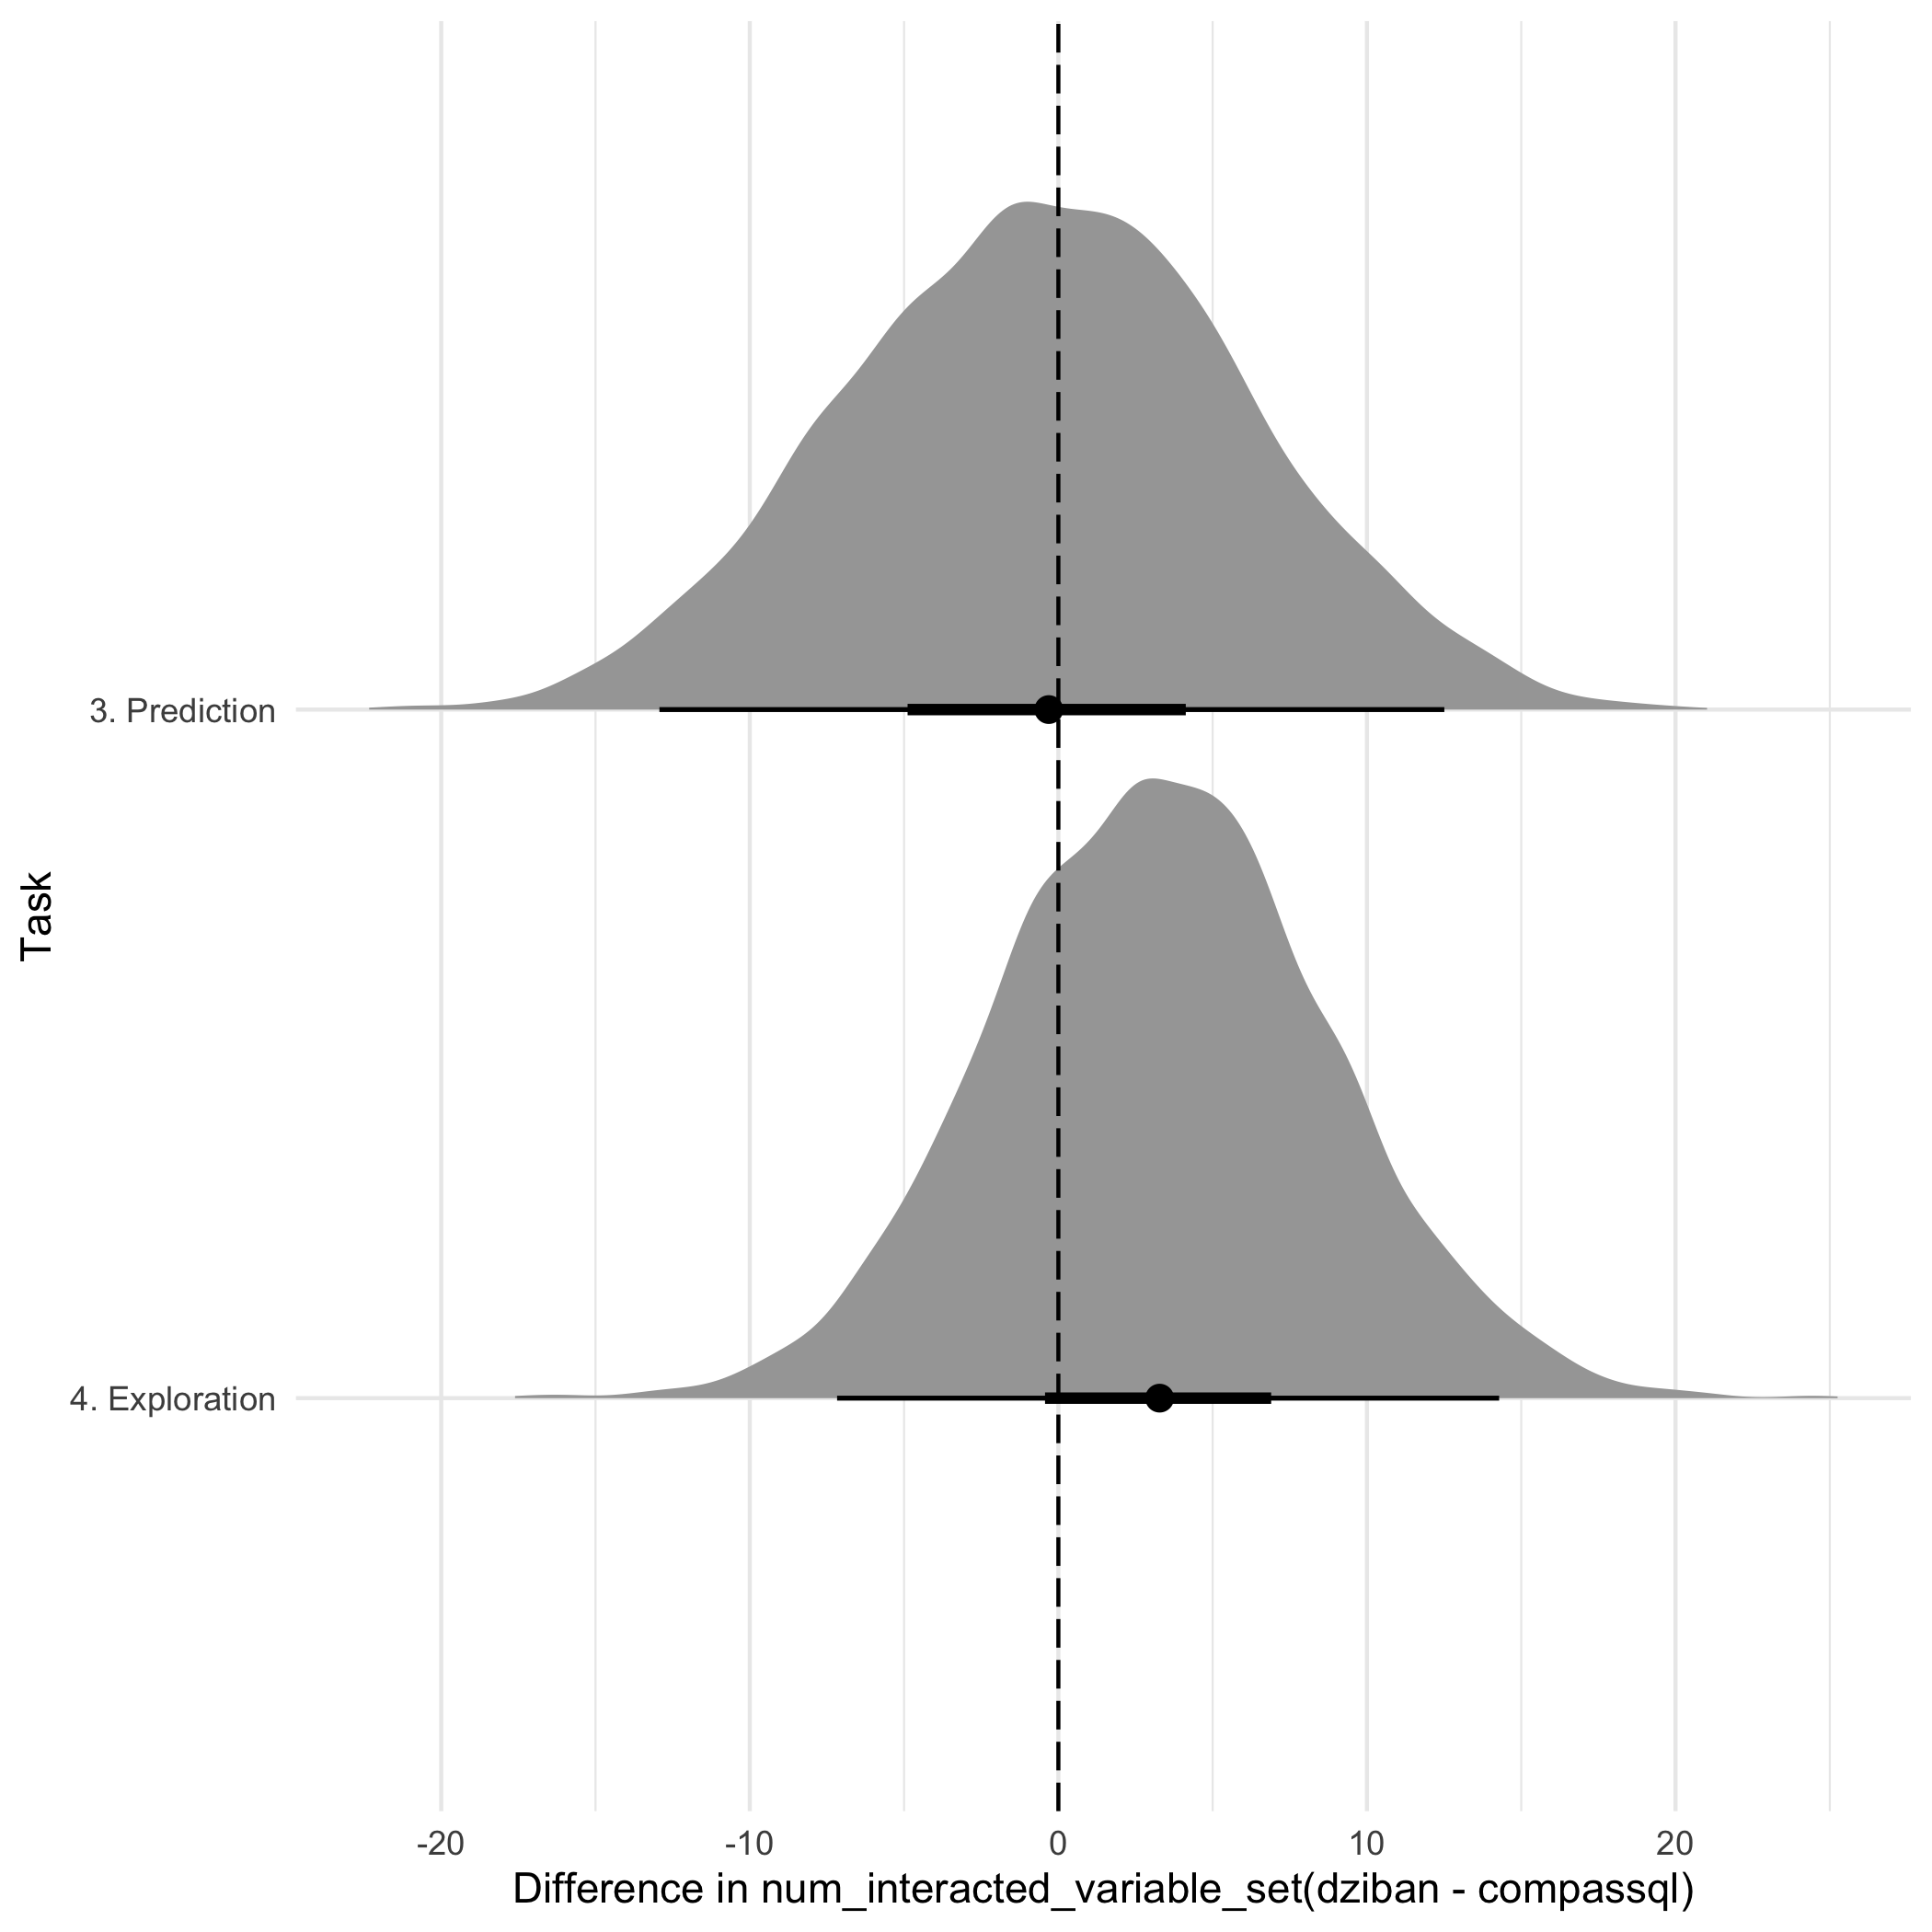 3. Prediction
Task
4. Exploration
-20 -10 0 10 20
Difference in num_interacted_variable_set(dziban - compassql)